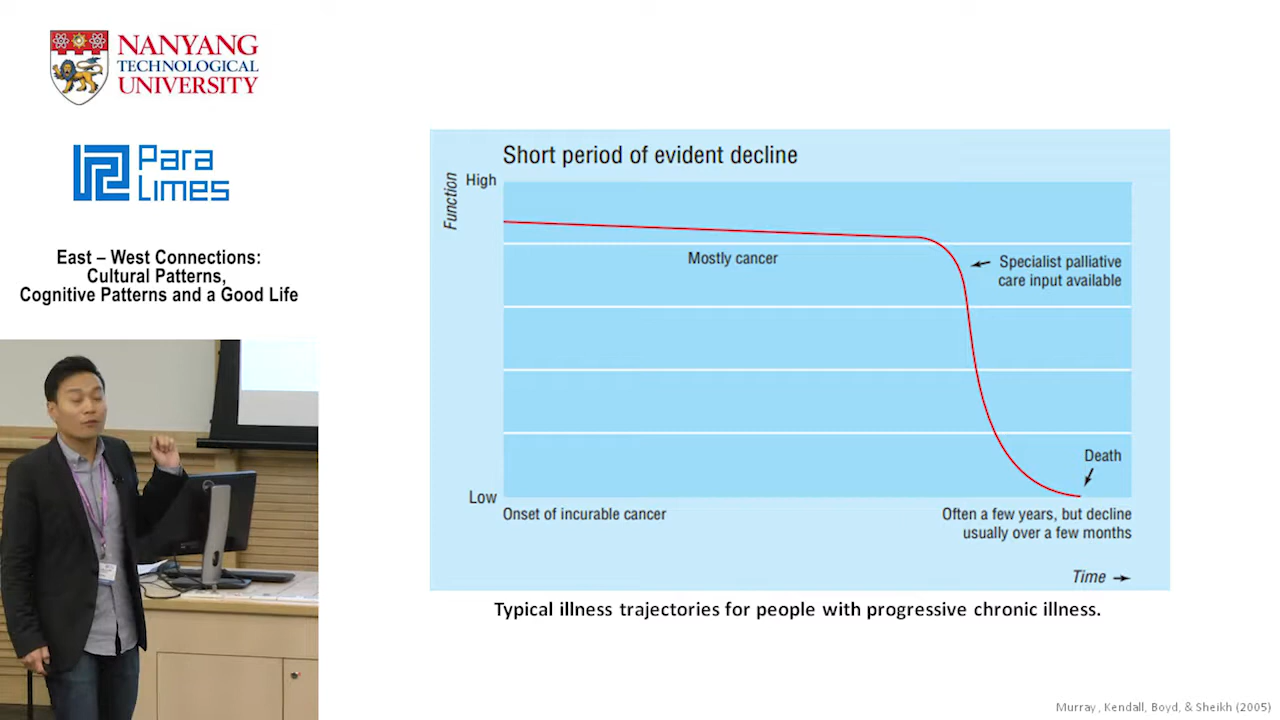 NANYANG
TECHNOLOGICAL
UNIVERSITY
Para
Limes
East – West Connections:
Cultural Patterns,
Cognitive Patterns and a Good Life
Short period of evident decline
Function
High
Mostly cancer
Specialist palliative
care input available
Death
Low
Onset of incurable cancer
Often a few years, but decline
usually over a few months
Time
Typical illness trajectories for people with progressive chronic illness.
Murray, Kendall, Boyd, & Sheikh (2005)